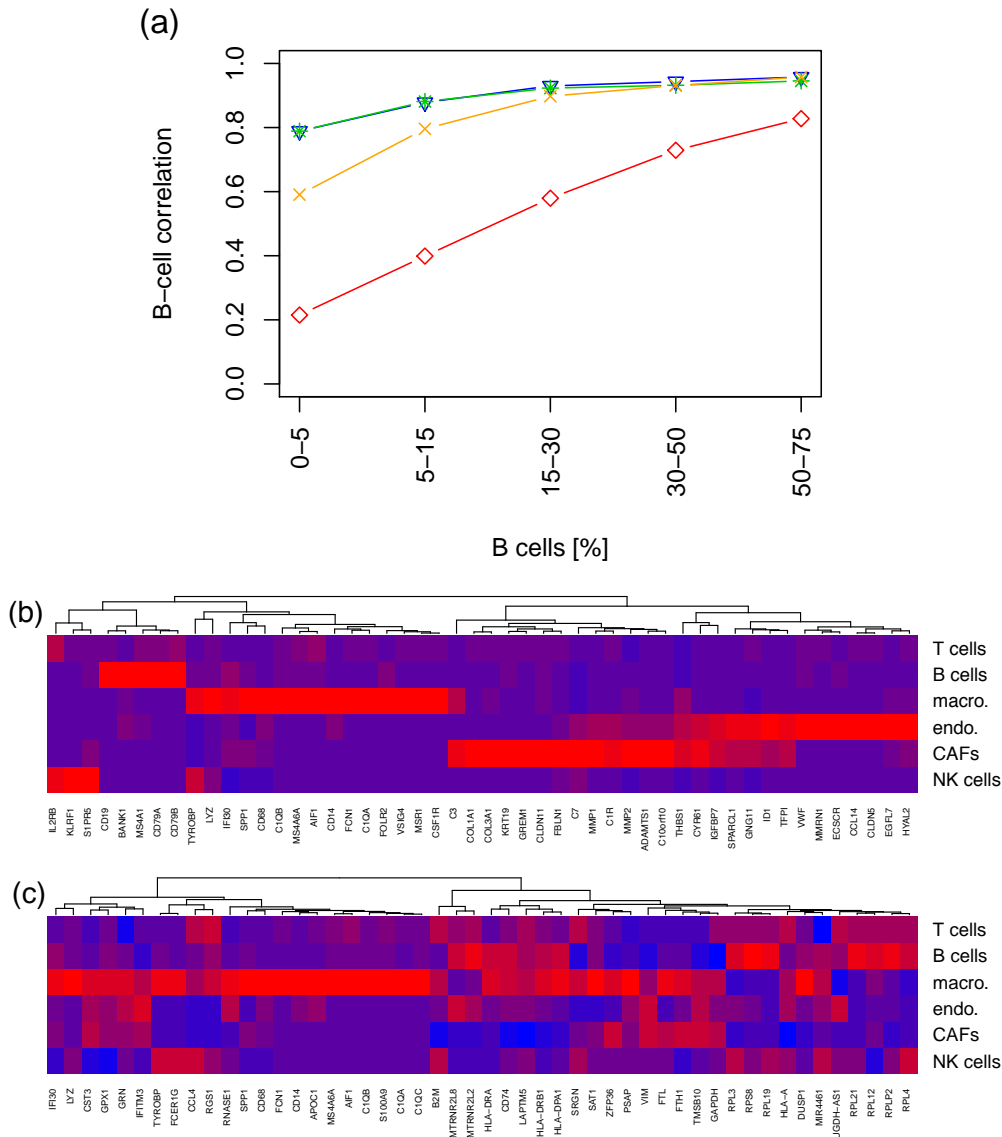 (a)
B-cell correlation
1.0
0.8
0.6
0.4
0.2
0.0
0-5
5-15
15-30
30-50
50-75
B cells [%]
(b)
T cells
B cells
macro.
endo.
CAFs
NK cells
IL2RB
KLRF1
S1PR5
CD19
BANK1
MS4A1
CD79A
CD79B
TYROBP
LYZ
IFI30
SPP1
CD68
C1QB
MS4A6A
AIF1
CD14
FCN1
C1QA
FOLR2
VSIG4
MSR1
CSF1R
C3
COL1A1
COL3A1
KRT19
GREM1
CLDN11
FBLN1
C7
MMP1
C1R
MMP2
ADAMTS1
C10orf10
THBS1
CYR61
IGFBP7
SPARCL1
GNG11
ID1
TFPI
VWF
MMRN1
ECSCR
CCL14
CLDN5
EGFL7
HYAL2
(c)
T cells
B cells
macro.
endo.
CAFs
NK cells
IFI30
LYZ
CST3
GPX1
GRN
IFITM3
TYROBP
FCER1G
CCL4
RGS1
RNASE1
SPP1
CD68
FCN1
CD14
APOC1
MS4A6A
AIF1
C1QB
S100A9
C1QA
C1QC
B2M
MTRNR2L8
MTRNR2L2
HLA-DRA
CD74
LAPTM5
HLA-DRB1
HLA-DPA1
SRGN
SAT1
ZFP36
PSAP
VIM
FTL
FTH1
TMSB10
GAPDH
RPL3
RPS8
RPL19
HLA-A
DUSP1
MIR4461
UGDH-AS1
RPL21
RPL12
RPLP2
RPL4